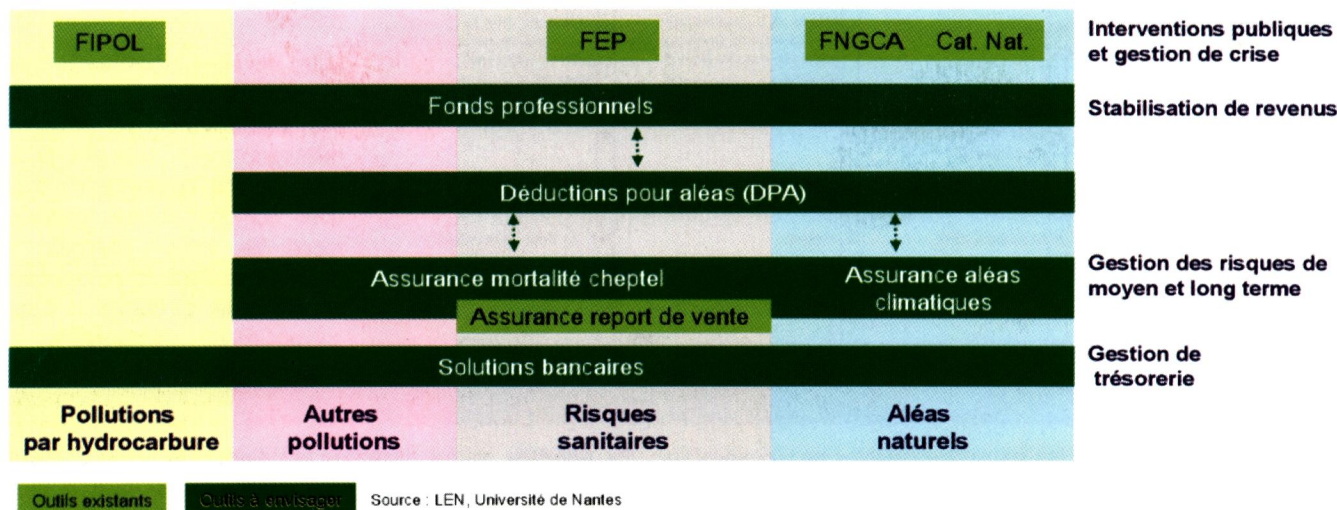 FIPOL
FEP
FNGCA Cat. Nat.
Interventions publiques
et gestion de crise
Fonds professionnels
Stabilisation de revenus
Déductions pour aléas (DPA)
Assurance mortalité cheptel
Assurance aléas
climatiques
Gestion des risques de
moyen et long terme
Assurance report de vente
Solutions bancaires
Gestion de
trésorerie
Pollutions
par hydrocarbure
Autres
pollutions
Risques
sanitaires
Aléas
naturels
Outils existants
Outils à envisager
Source : LEN, Université de Nantes